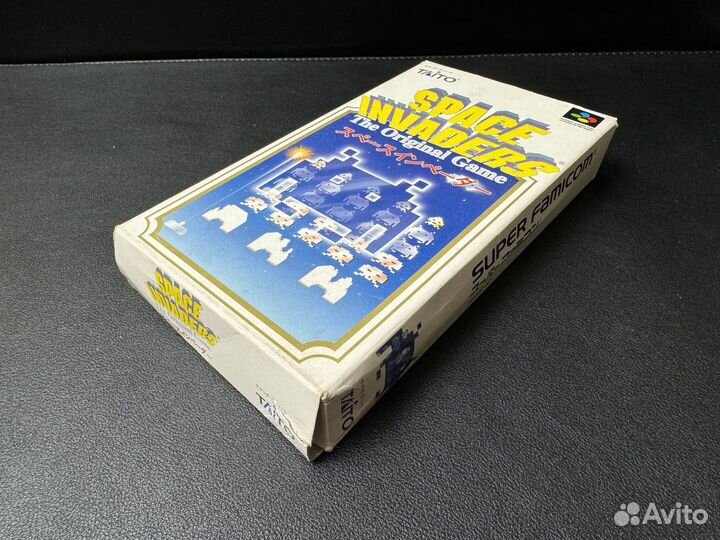 TAITO
SPACE
INVADERS®
The Original Game
スペースインベーダー
SUPER FAMICOM
SPACE
INVADERS
TAITO
TAITO
Avito